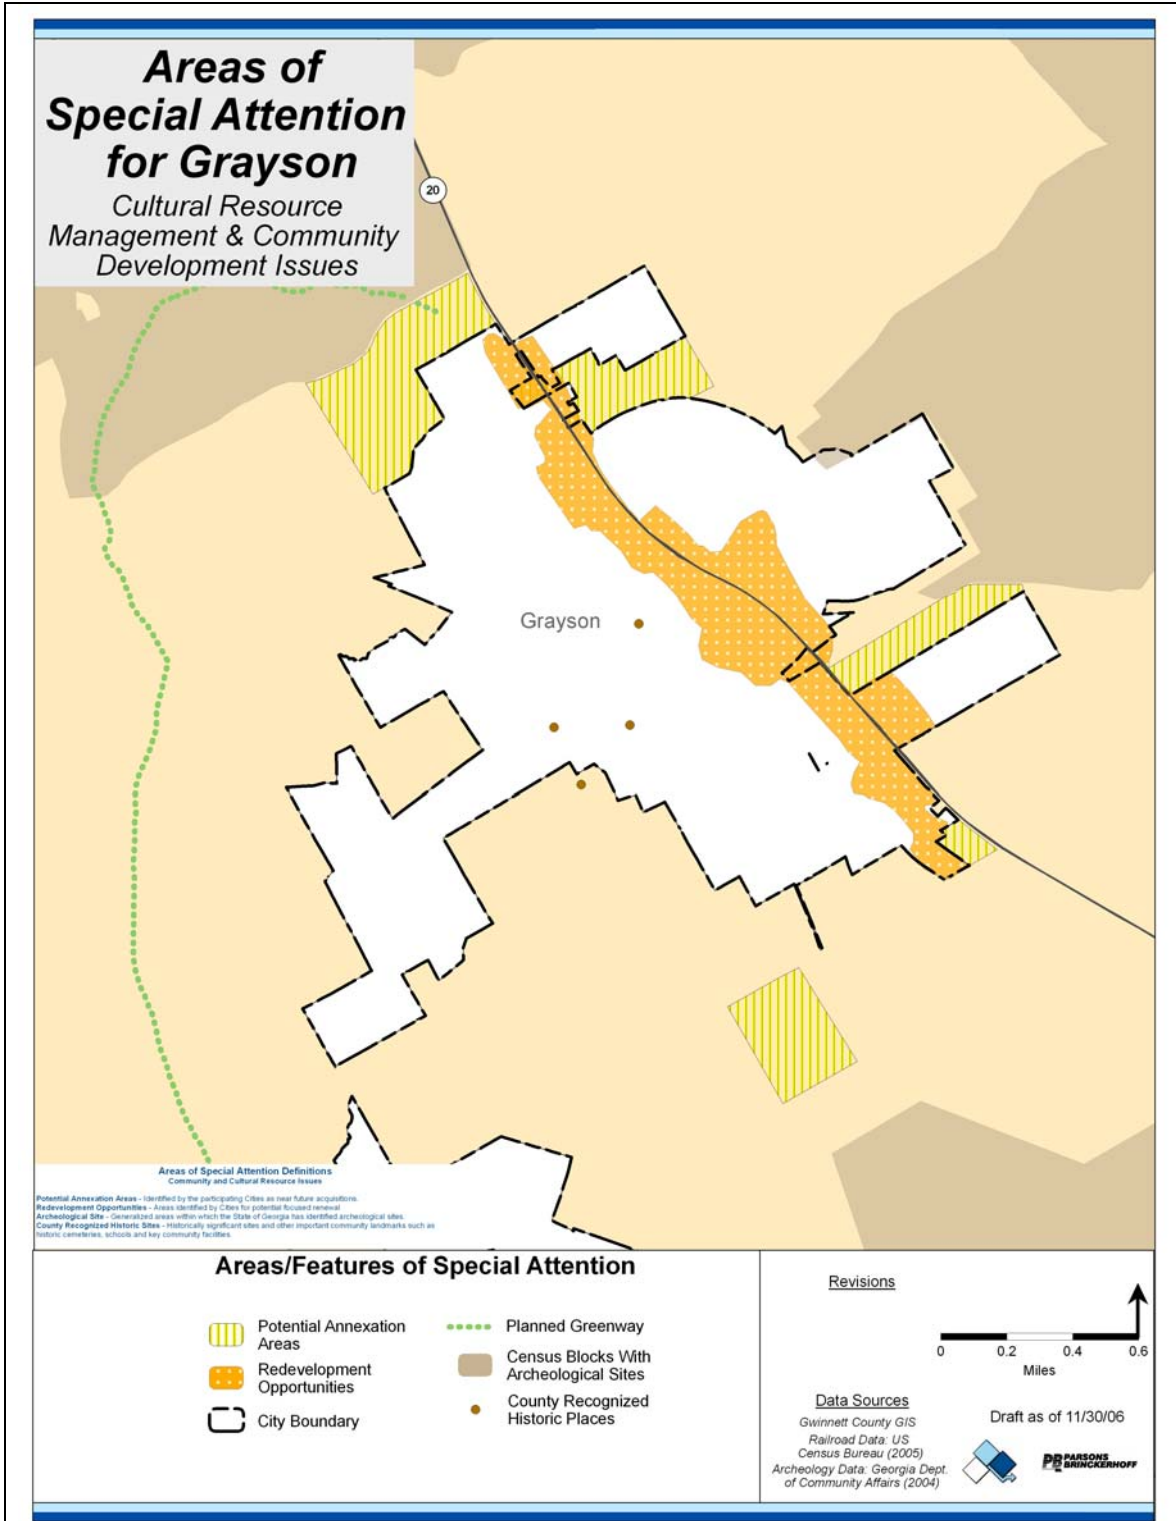 Areas of
Special Attention
for Grayson
Cultural Resource
Management & Community
Development Issues
20
Grayson
Areas of Special Attention Definitions
Community and Cultural Resource Issues
Potential Annexation Areas - Identified by the participating Cities as near future acquisitions.
Redevelopment Opportunities - Areas identified by Cities for potential focused renewal
Archeological Site - Generalized areas within which the State of Georgia has identified archeological sites.
County Recognized Historic Sites - Historically significant sites and other important community landmarks such as
historic cemeteries, schools and key community facilities.
Areas/Features of Special Attention
Potential Annexation
Areas
Redevelopment
Opportunities
City Boundary
Planned Greenway
Census Blocks With
Archeological Sites
County Recognized
Historic Places
Revisions
0 0.2 0.4 0.6
Miles
Data Sources
Gwinnett County GIS
Railroad Data: US
Census Bureau (2005)
Archeology Data: Georgia Dept.
of Community Affairs (2004)
Draft as of 11/30/06
PB PARSONS
BRINCKERHOFF